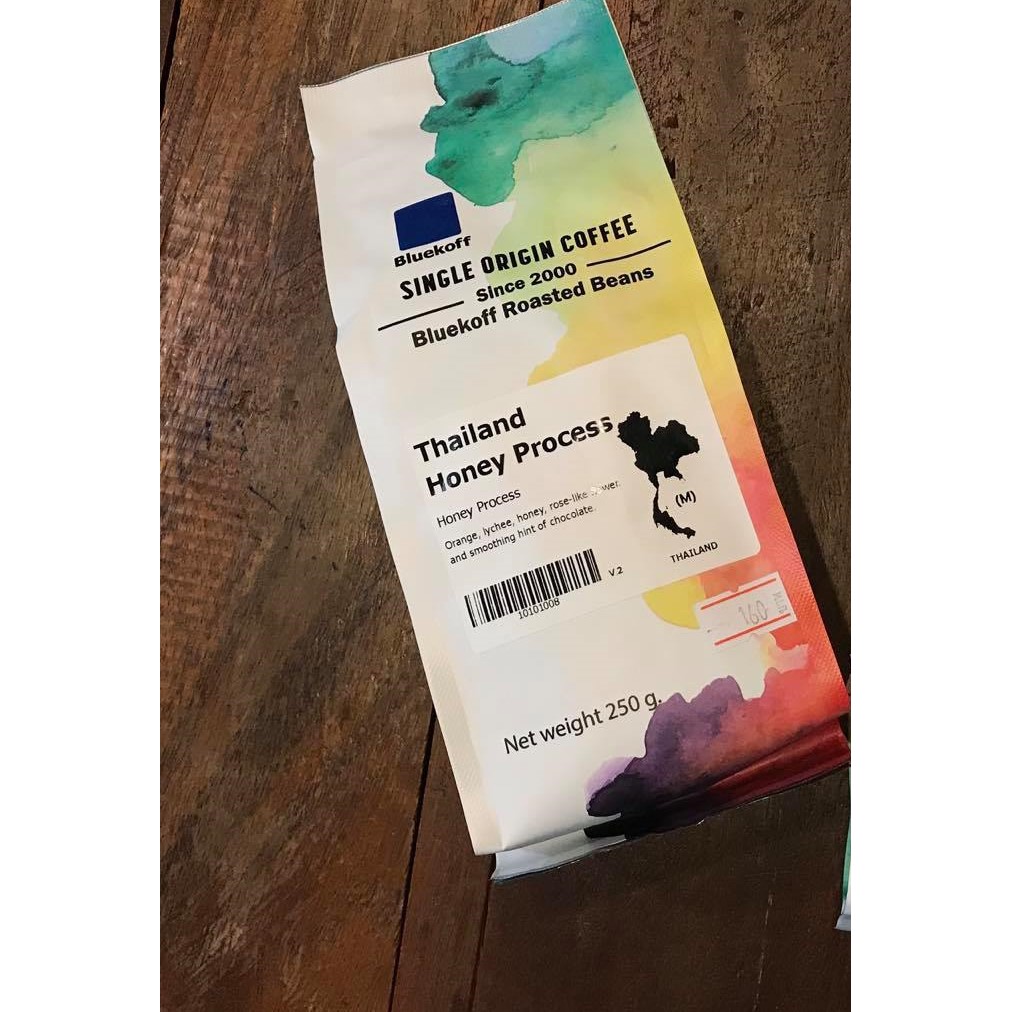 Bluekoff
SINGLE ORIGIN COFFEE
Since 2000
Bluekoff Roasted Beans
Thailand
Honey Process
Honey Process
Orange, lychee, honey, rose-like
and smoothing hint of chocolate
(M)
THAILAND
V.2
10101008
160
Net weight 250 g.